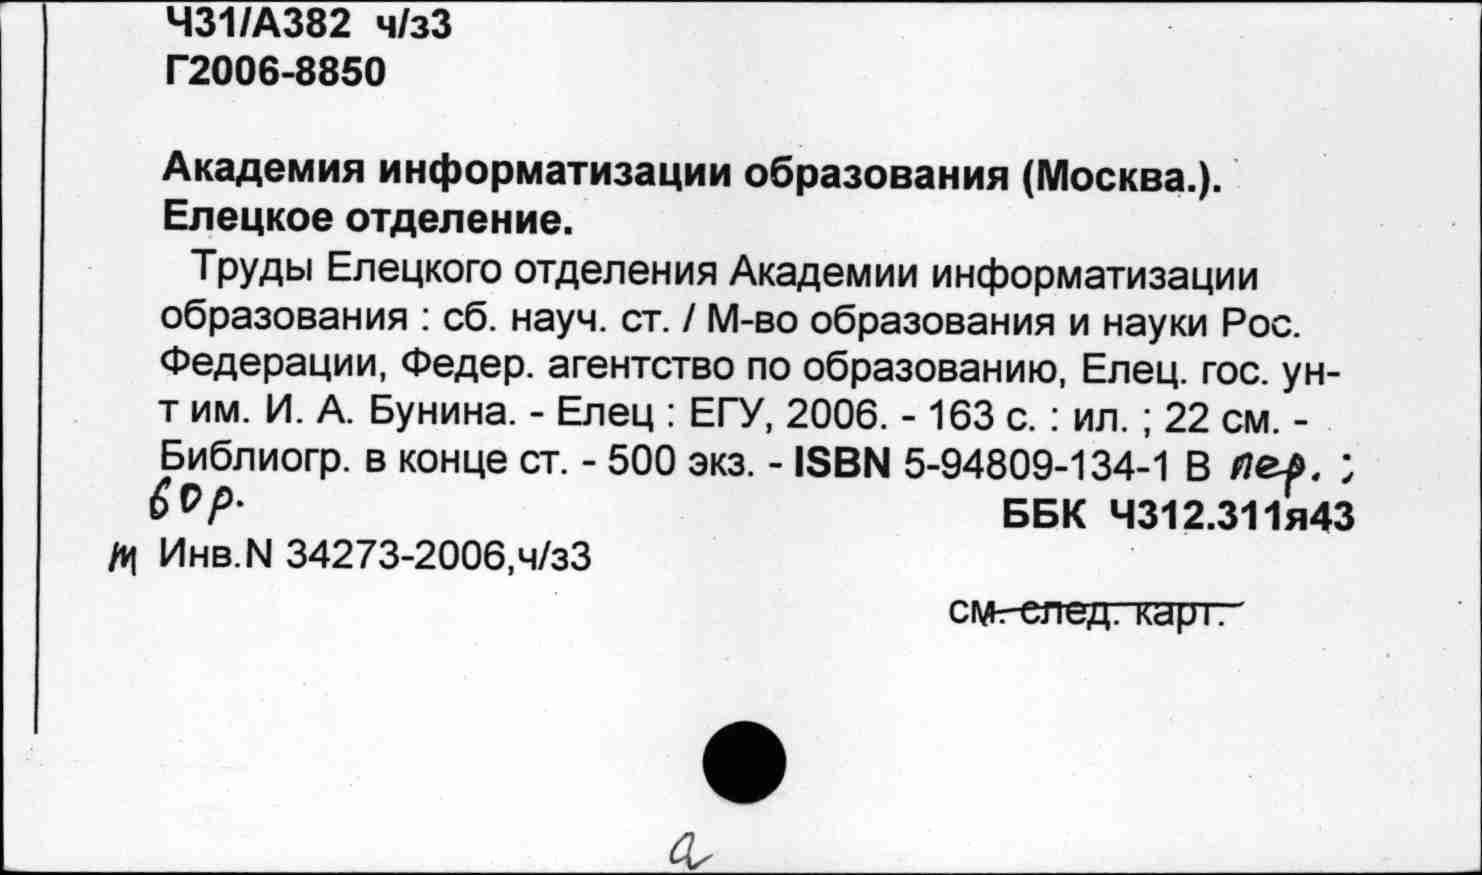 Ч31/А382 ч/з3
Г2006-8850
Академия информатизации образования (Москва.).
Елецкое отделение.
Труды Елецкого отделения Академии информатизации
образования : сб. науч. ст. / М-во образования и науки Рос.
Федерации, Федер. агентство по образованию, Елец. гос. ун-
т им. И. А. Бунина. - Елец : ЕГУ, 2006. - 163 с. : ил. ; 22 см. -
Библиогр. в конце ст. - 500 экз. - ISBN 5-94809-134-1 В пер. ;
60 р.
ББК Ч312.311я43
м Инв.N 34273-2006,ч/з3
см. след. карт.
а